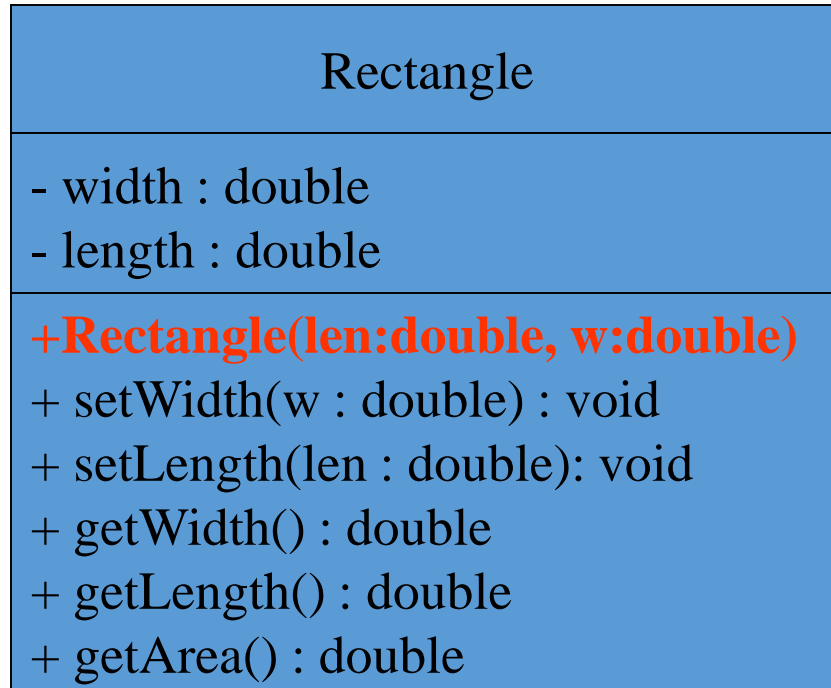 Rectangle
- width : double
- length : double
+Rectangle(len:double, w:double)
+ setWidth(w : double) : void
+ setLength(len : double): void
+ getWidth() : double
+ getLength() : double
+ getArea() : double